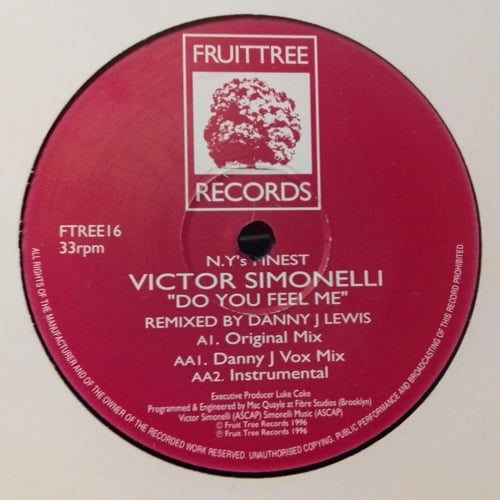 FRUITTREE
RECORDS
FTREE16
33rpm
N.Y's FINEST
VICTOR SIMONELLI
"DO YOU FEEL ME"
REMIXED BY DANNY J LEWIS
A1. Original Mix
AA1. Danny J Vox Mix
AA2. Instrumental
Executive Producer Luke Coke
Programmed & Engineered by Mac Quayle at Fibre Studios (Brooklyn)
Victor Simonelli (ASCAP) Simonelli Music (ASCAP)
© Fruit Tree Records 1996
℗ Fruit Tree Records 1996
ALL RIGHTS OF THE MANUFACTURER AND OF THE OWNER OF THE RECORDED WORK RESERVED. UNAUTHORISED COPYING, PUBLIC PERFORMANCE AND BROADCASTING OF THIS RECORD PROHIBITED.